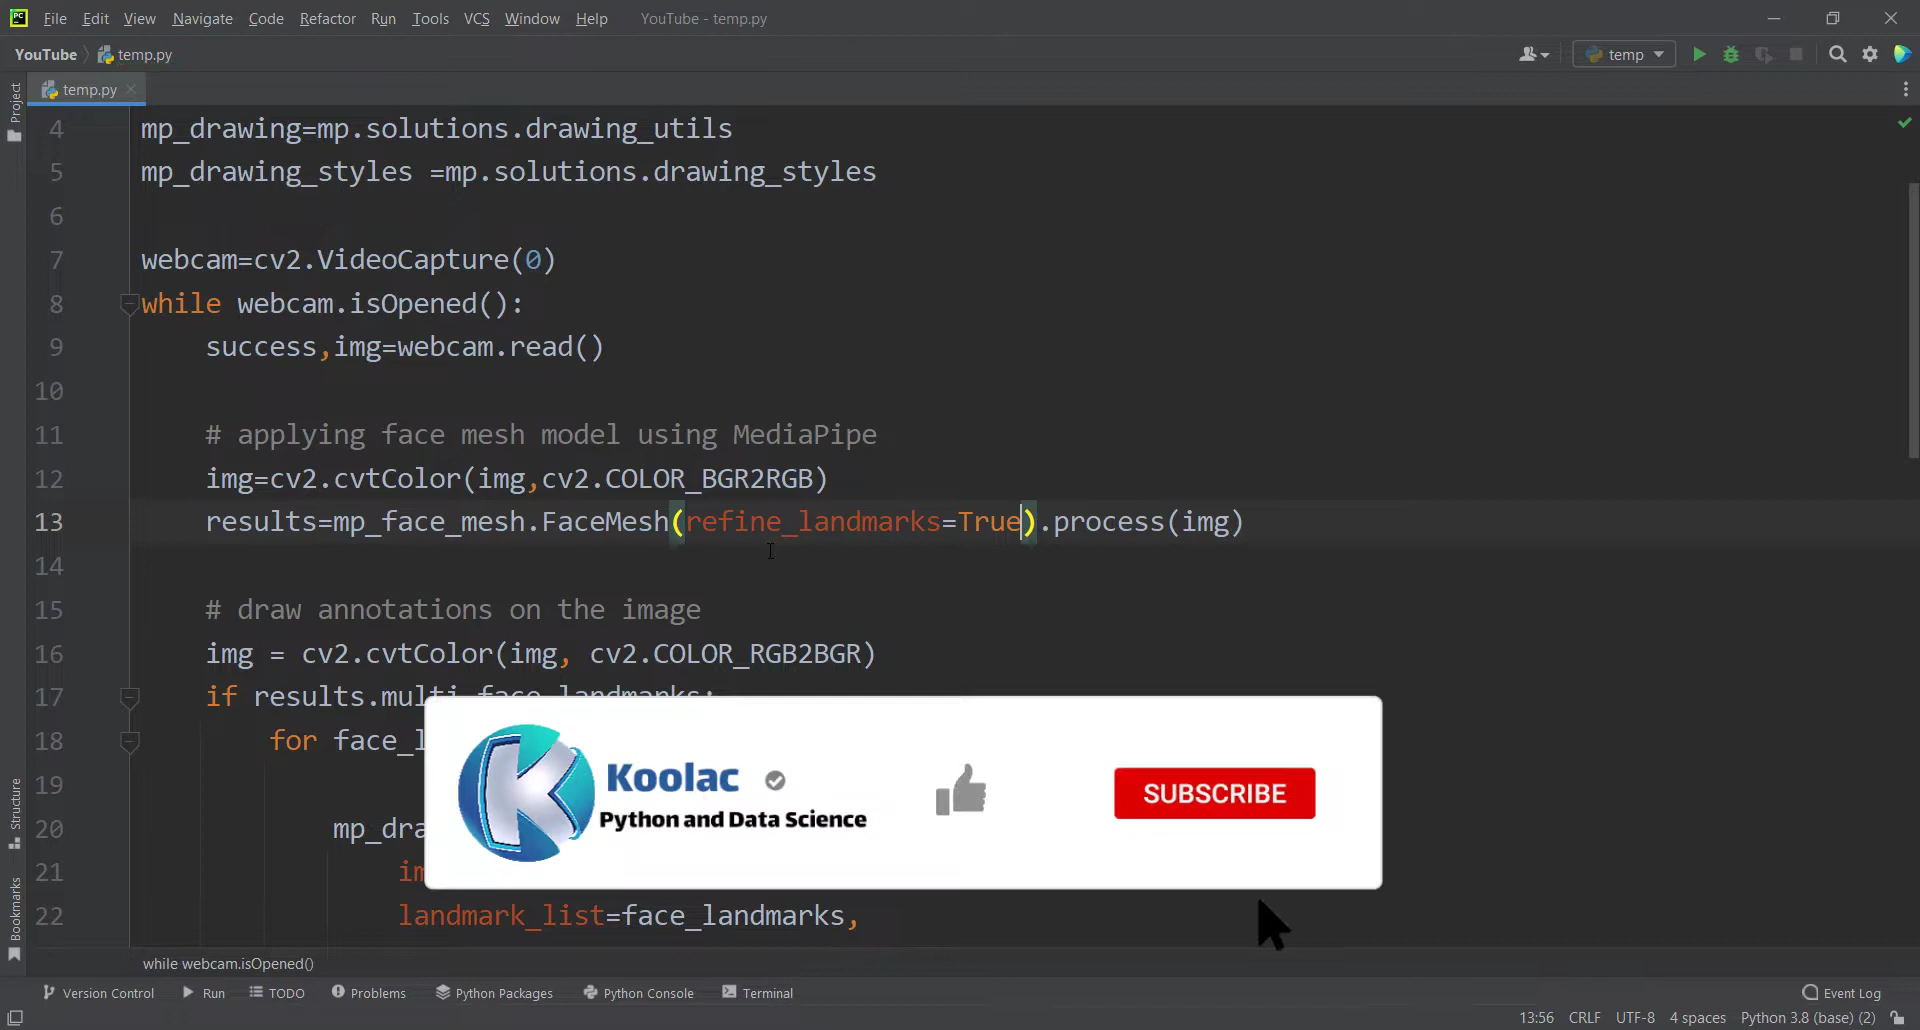 File Edit View Navigate Code Refactor Run Tools VCS Window Help YouTube - temp.py
YouTube temp.py temp
Project
temp.py
4 mp_drawing=mp.solutions.drawing_utils
5 mp_drawing_styles =mp.solutions.drawing_styles
6
7 webcam=cv2.VideoCapture(0)
8 while webcam.isOpened():
9 success,img=webcam.read()
10
11 # applying face mesh model using MediaPipe
12 img=cv2.cvtColor(img,cv2.COLOR_BGR2RGB)
13 results=mp_face_mesh.FaceMesh(refine_landmarks=True).process(img)
14
15 # draw annotations on the image
16 img = cv2.cvtColor(img, cv2.COLOR_RGB2BGR)
17 if results.multi_face_landmarks:
18 for face_l
19
20 mp_dra
21 im
22 landmark_list=face_landmarks,
Koolac
Python and Data Science
SUBSCRIBE
Structure
Bookmarks
while webcam.isOpened()
Version Control Run TODO Problems Python Packages Python Console Terminal Event Log
13:56 CRLF UTF-8 4 spaces Python 3.8 (base) (2)